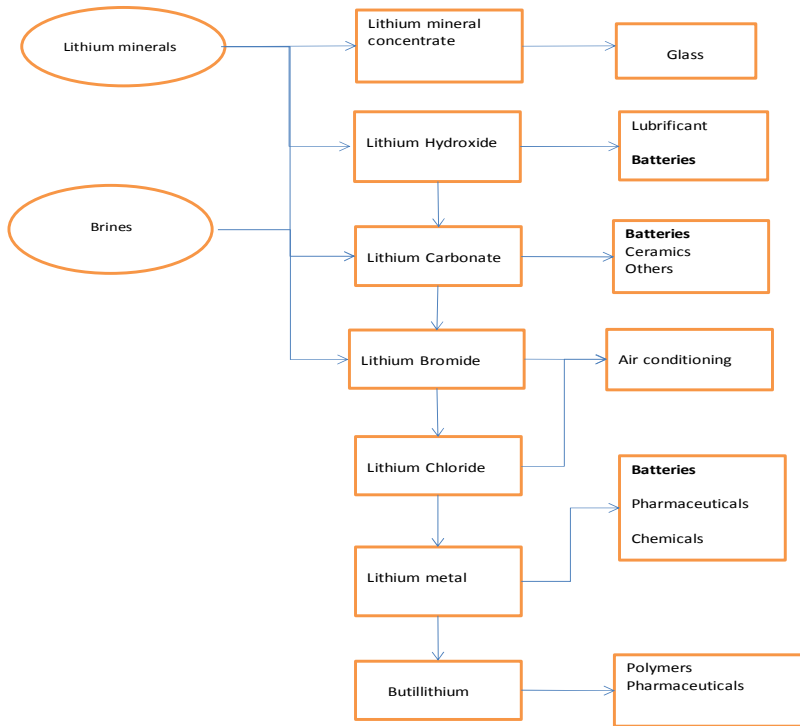 Lithium minerals
Lithium mineral
concentrate
Glass
Lithium Hydroxide
Lubrificant
Batteries
Brines
Lithium Carbonate
Batteries
Ceramics
Others
Lithium Bromide
Air conditioning
Lithium Chloride
Batteries
Pharmaceuticals
Chemicals
Lithium metal
Butillithium
Polymers
Pharmaceuticals